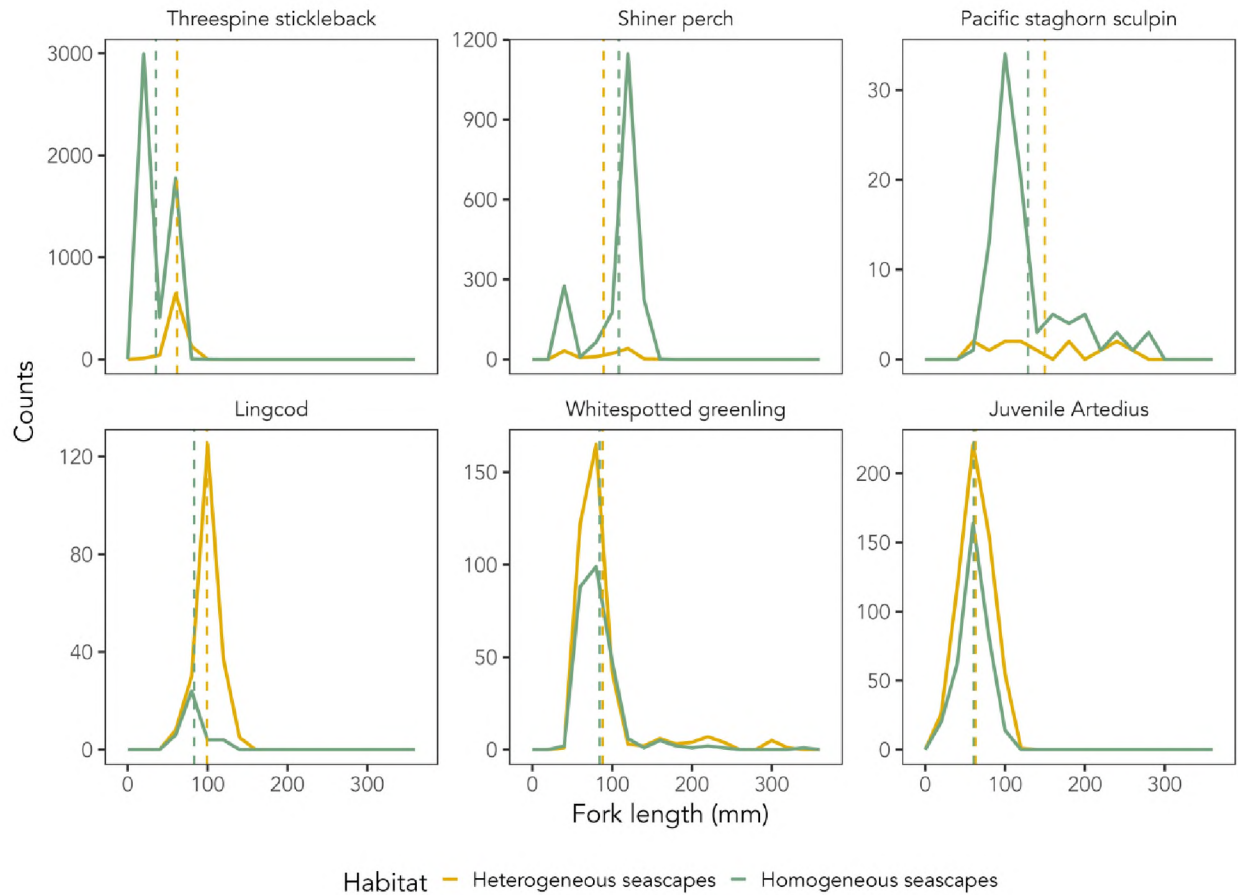 Threespine stickleback
Shiner perch
Pacific staghorn sculpin
3000
2000
1000
0
1200
900
600
300
0
30
20
10
0
Counts
Lingcod
Whitespotted greenling
Juvenile Artedius
120
80
40
0
150
100
50
0
200
150
100
50
0
0 100 200 300
0 100 200 300
0 100 200 300
Fork length (mm)
Habitat Heterogeneous seascapes Homogeneous seascapes